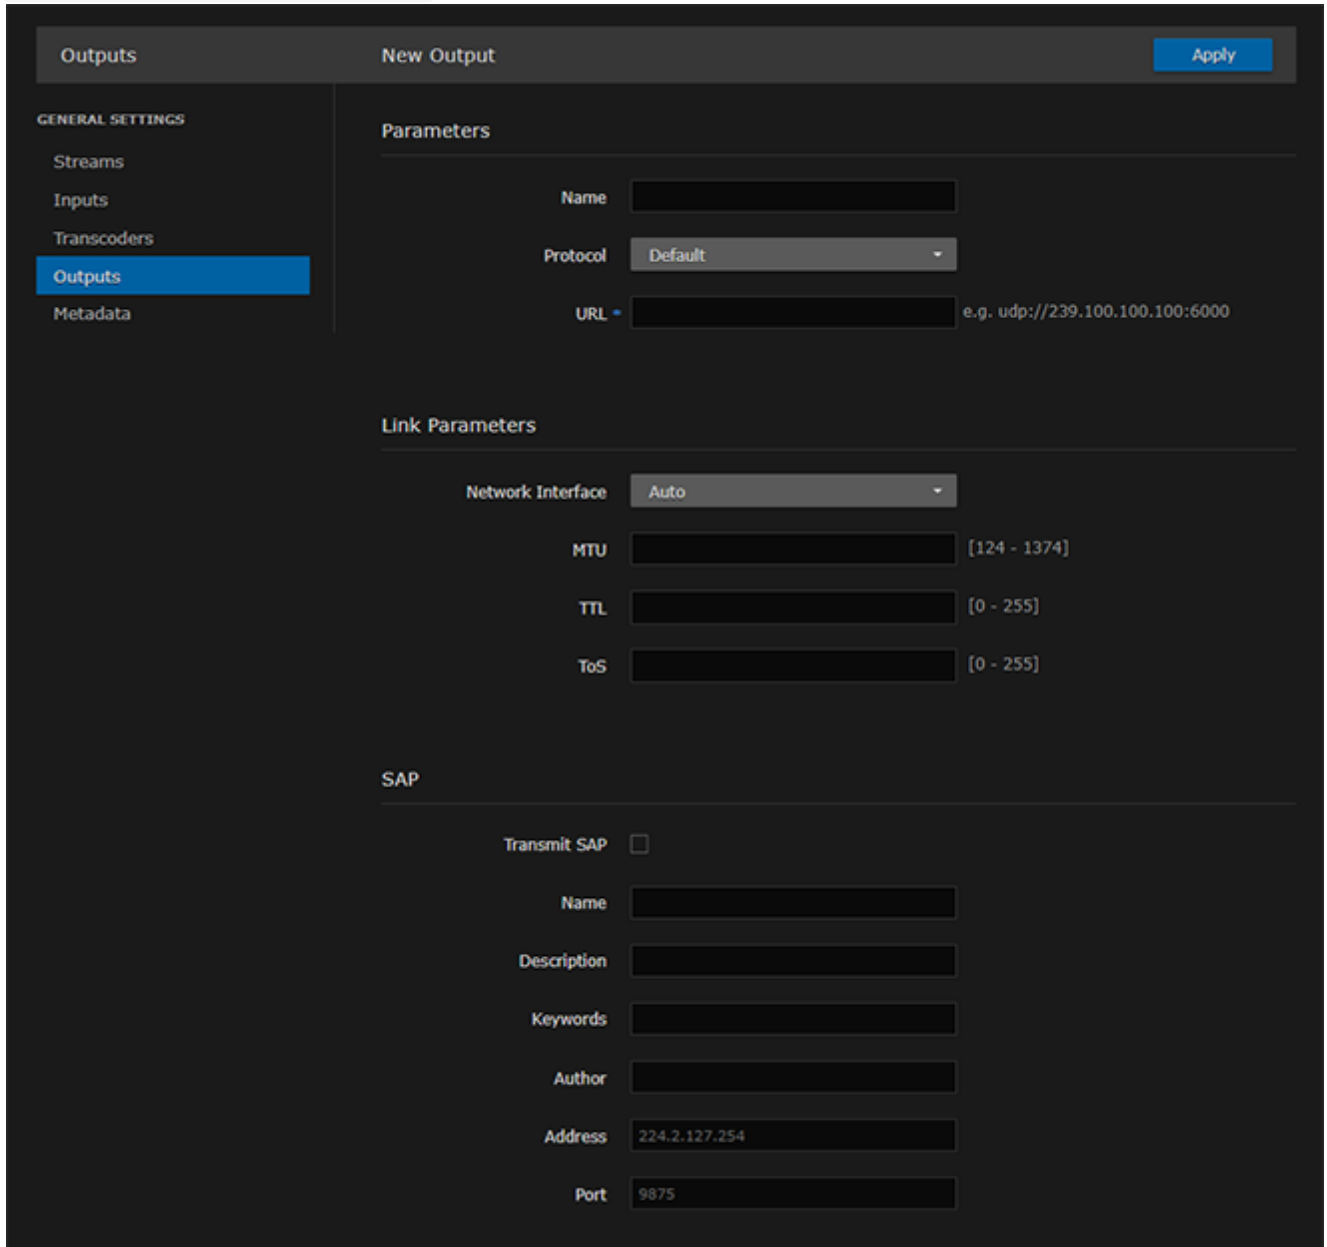 Outputs New Output Apply
GENERAL SETTINGS
Streams
Inputs
Transcoders
Outputs
Metadata
Parameters
Name
Protocol Default
URL e.g. udp://239.100.100.100:6000
Link Parameters
Network Interface Auto
MTU [124 - 1374]
TTL [0 - 255]
ToS [0 - 255]
SAP
Transmit SAP
Name
Description
Keywords
Author
Address 224.2.127.254
Port 9875